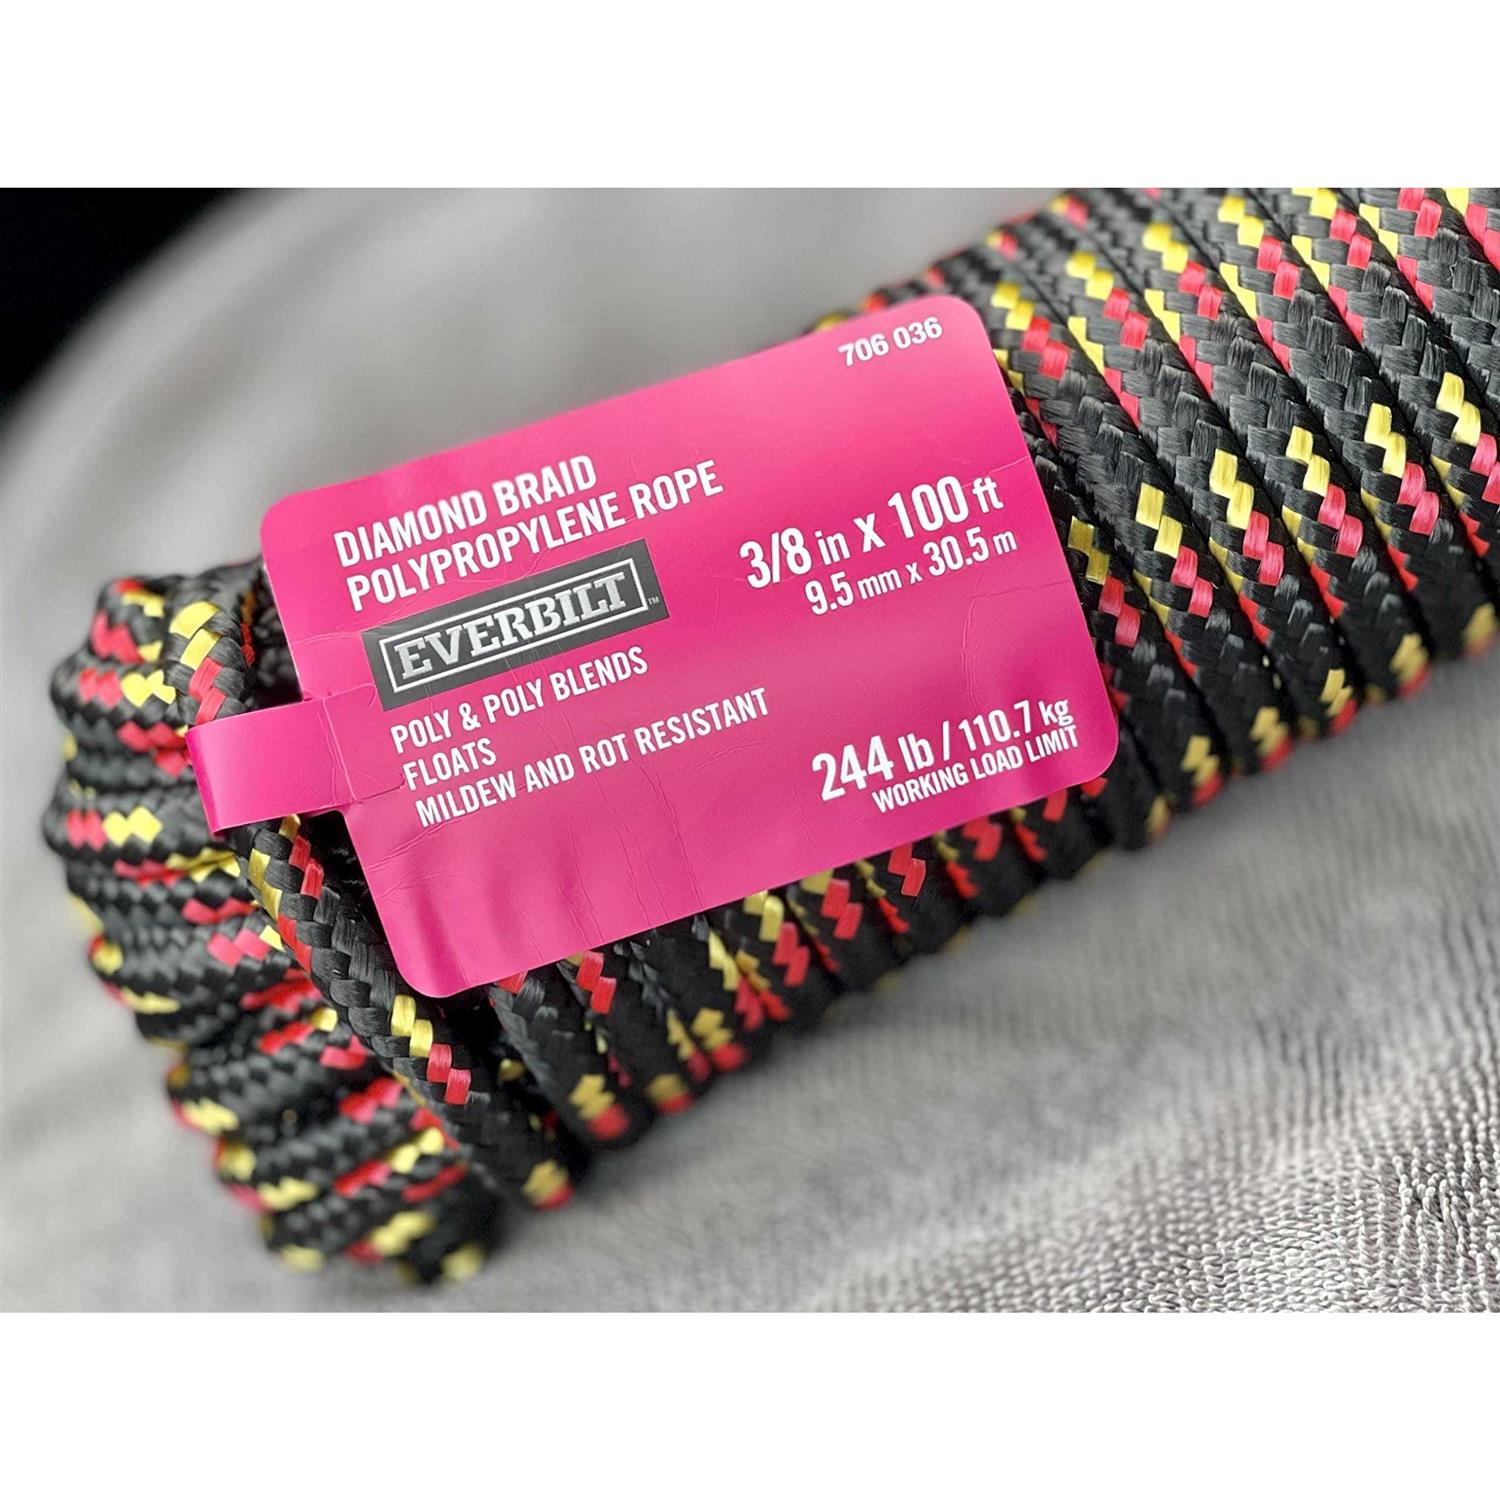 706 036
DIAMOND BRAID
POLYPROPYLENE ROPE
EVERBILT™
3/8 in x 100 ft
9.5 mm x 30.5 m
POLY & POLY BLENDS
FLOATS
MILDEW AND ROT RESISTANT
244 lb / 110.7 kg
WORKING LOAD LIMIT